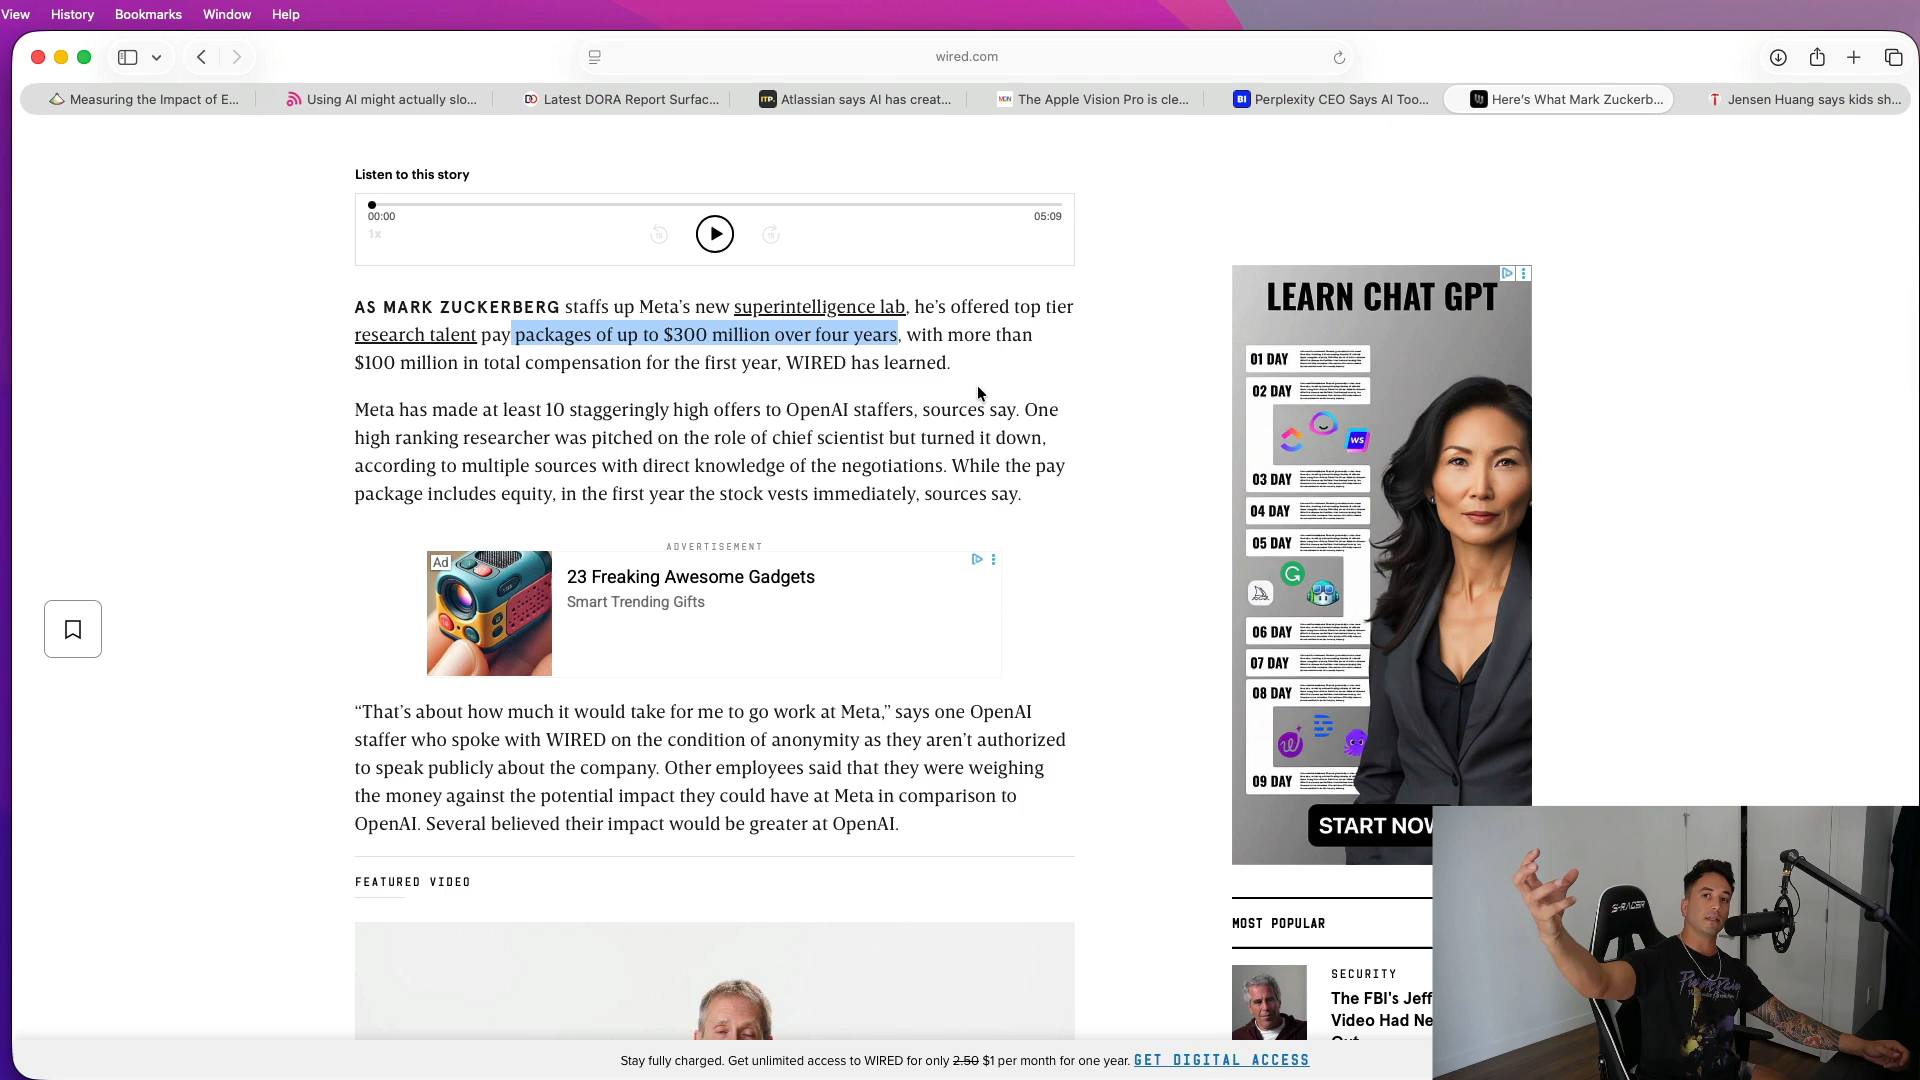 View History Bookmarks Window Help
wired.com
Measuring the Impact of E...
Using AI might actually slo...
DD Latest DORA Report Surfac...
ITP. Atlassian says AI has creat...
MDN The Apple Vision Pro is cle...
BI Perplexity CEO Says AI Too...
Here's What Mark Zuckerb...
Jensen Huang says kids sh...
Listen to this story
00:00
05:09
1x
15
15
AS MARK ZUCKERBERG staffs up Meta's new superintelligence lab, he's offered top tier
research talent pay packages of up to $300 million over four years, with more than
$100 million in total compensation for the first year, WIRED has learned.
Meta has made at least 10 staggeringly high offers to OpenAI staffers, sources say. One
high ranking researcher was pitched on the role of chief scientist but turned it down,
according to multiple sources with direct knowledge of the negotiations. While the pay
package includes equity, in the first year the stock vests immediately, sources say.
ADVERTISEMENT
Ad
23 Freaking Awesome Gadgets
Smart Trending Gifts
“That's about how much it would take for me to go work at Meta,” says one OpenAI
staffer who spoke with WIRED on the condition of anonymity as they aren't authorized
to speak publicly about the company. Other employees said that they were weighing
the money against the potential impact they could have at Meta in comparison to
OpenAI. Several believed their impact would be greater at OpenAI.
FEATURED VIDEO
LEARN CHAT GPT
01 DAY
02 DAY
WS
03 DAY
04 DAY
05 DAY
06 DAY
07 DAY
08 DAY
09 DAY
START NOW
MOST POPULAR
SECURITY
The FBI's Jeff
Video Had Ne
S-RACER
Stay fully charged. Get unlimited access to WIRED for only 2.50 $1 per month for one year. GET DIGITAL ACCESS